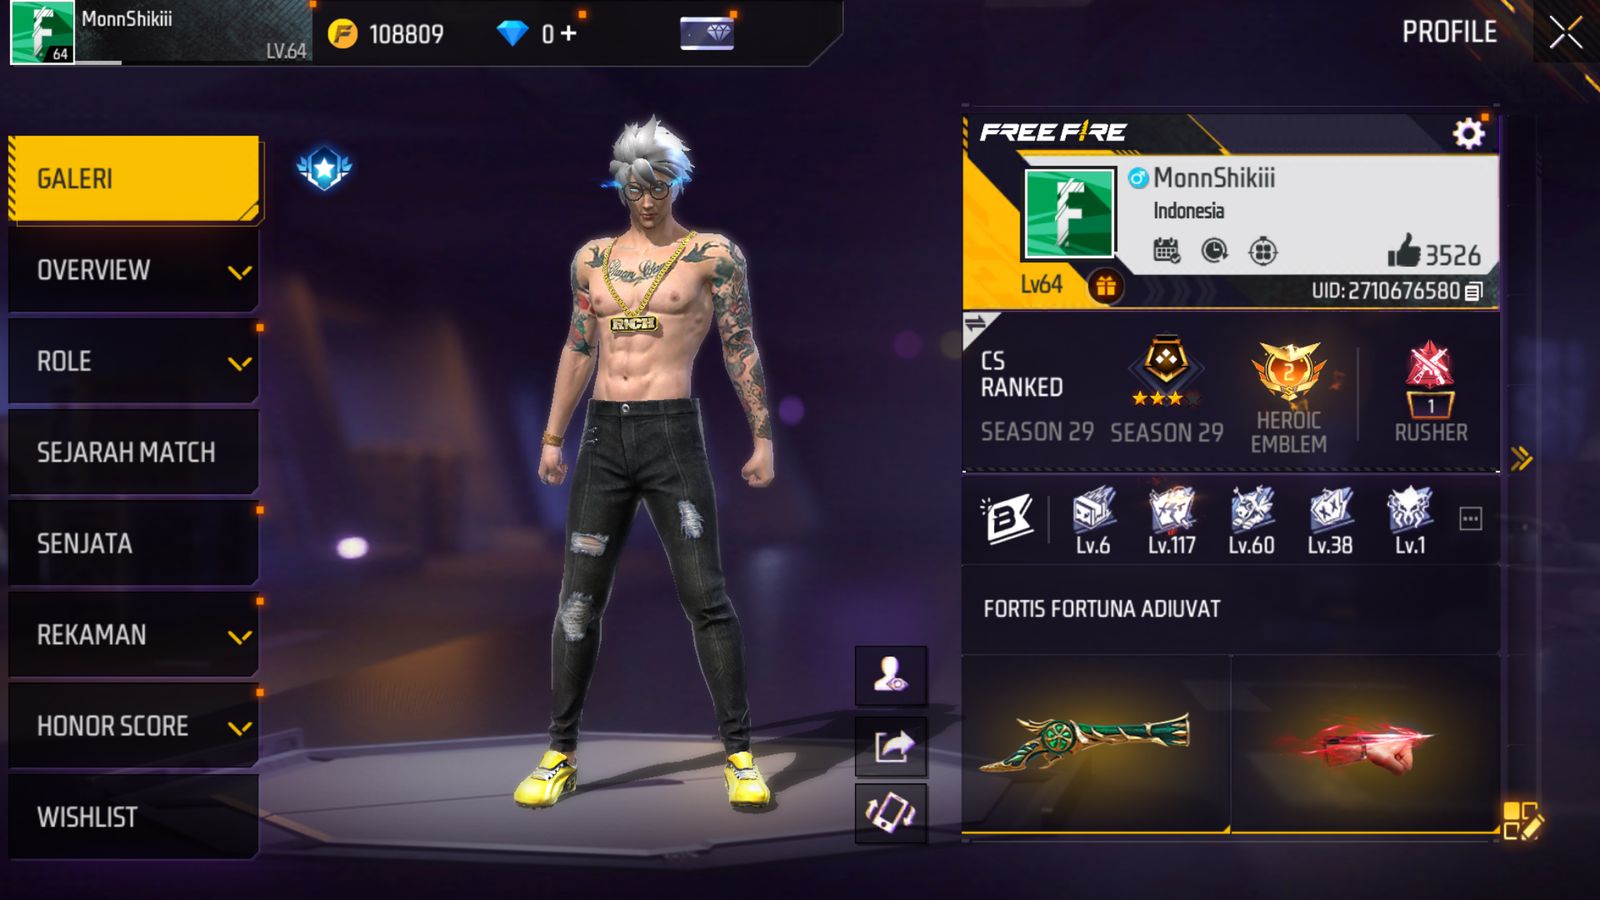 MonnShikiii
64
LV.64
108809
0 +
PROFILE
GALERI
OVERVIEW
ROLE
SEJARAH MATCH
SENJATA
REKAMAN
HONOR SCORE
WISHLIST
RICH
FREE FIRE
MonnShikiii
Indonesia
3526
Lv64
UID: 2710676580
CS
RANKED
SEASON 29
SEASON 29
2
HEROIC
EMBLEM
1
RUSHER
B
Lv.6
Lv.117
Lv.60
Lv.38
Lv.1
FORTIS FORTUNA ADIUVAT